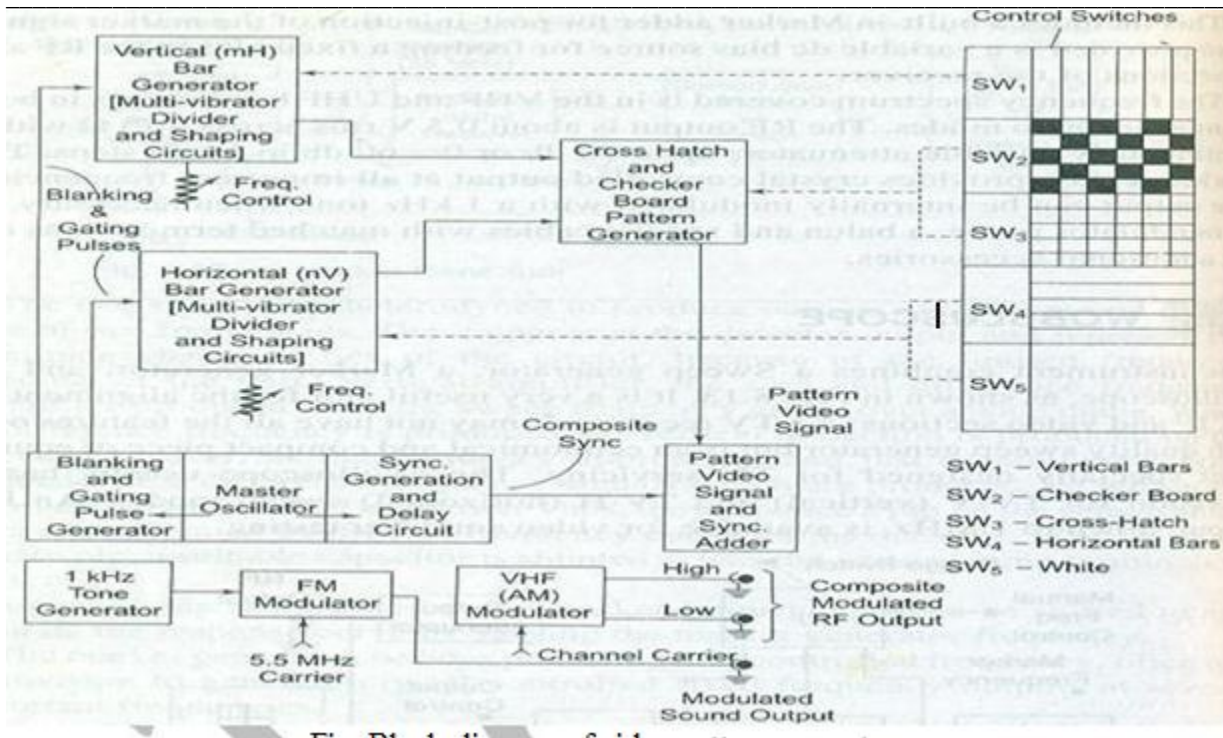 Control Switches
Vertical (mH)
Bar
Generator
[Multi-vibrator
Divider
and Shaping
Circuits]
Freq.
Control
Blanking
&
Gating
Pulses
Cross Hatch
and
Checker
Board
Pattern
Generator
SW1
SW2
SW3
SW4
SW5
Horizontal (nV)
Bar Generator
[Multi-vibrator
Divider
and Shaping
Circuits]
Freq.
Control
Pattern
Video
Signal
Composite
Sync
Blanking
and
Gating
Pulse
Generator
Master
Oscillator
Sync.
Generation
and
Delay
Circuit
Pattern
Video
Signal
and
Sync.
Adder
SW1 – Vertical Bars
SW2 – Checker Board
SW3 – Cross-Hatch
SW4 – Horizontal Bars
SW5 – White
1 kHz
Tone
Generator
FM
Modulator
5.5 MHz
Carrier
VHF
(AM)
Modulator
High
Low
Channel Carrier
Composite
Modulated
RF Output
Modulated
Sound Output